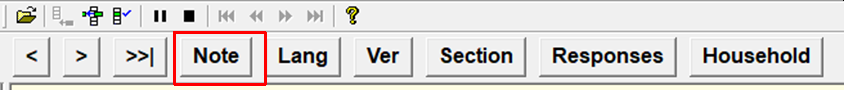 < > >>| Note Lang Ver Section Responses Household